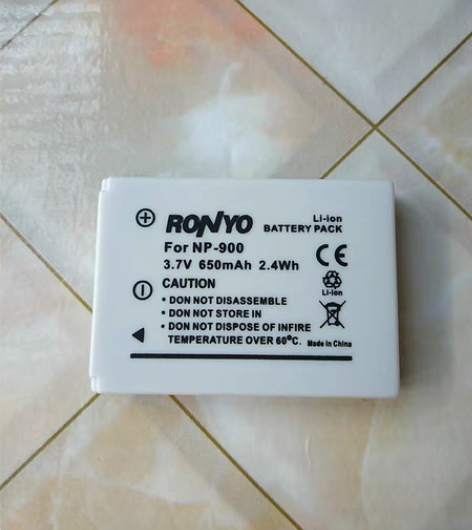 RONYO Li-ion BATTERY PACK
For NP-900
3.7V 650mAh 2.4Wh
CE
CAUTION
Li-ion
• DON NOT DISASSEMBLE
• DON NOT STORE IN
• DON NOT DISPOSE OF INFIRE
TEMPERATURE OVER 60°C. Made in China